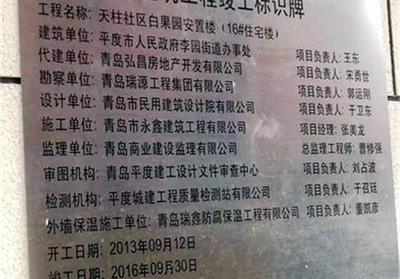 工程竣工标识牌
工程名称: 天柱社区白果园安置楼 (16#住宅楼)
建筑单位: 平度市人民政府李园街道办事处
代建单位: 青岛弘昌房地产开发有限公司 项目负责人: 王东
勘察单位: 青岛瑞源工程集团有限公司 项目负责人: 宋勇世
设计单位: 青岛市民用建筑设计院有限公司 项目负责人: 郭运刚
施工单位: 青岛市永鑫建筑工程有限公司 项目负责人: 于卫东
监理单位: 青岛商业建设监理有限公司 项目经理: 张美龙
审图机构: 青岛平度建工设计文件审查中心 总监理工程师: 曹修强
检测机构: 平度城建工程质量检测站有限公司 项目负责人: 刘占波
外墙保温施工单位: 青岛瑞鑫防腐保温工程有限公司 项目负责人: 于召廷
开工日期: 2013年09月12日 项目负责人: 董凯彦
竣工日期: 2016年09月30日